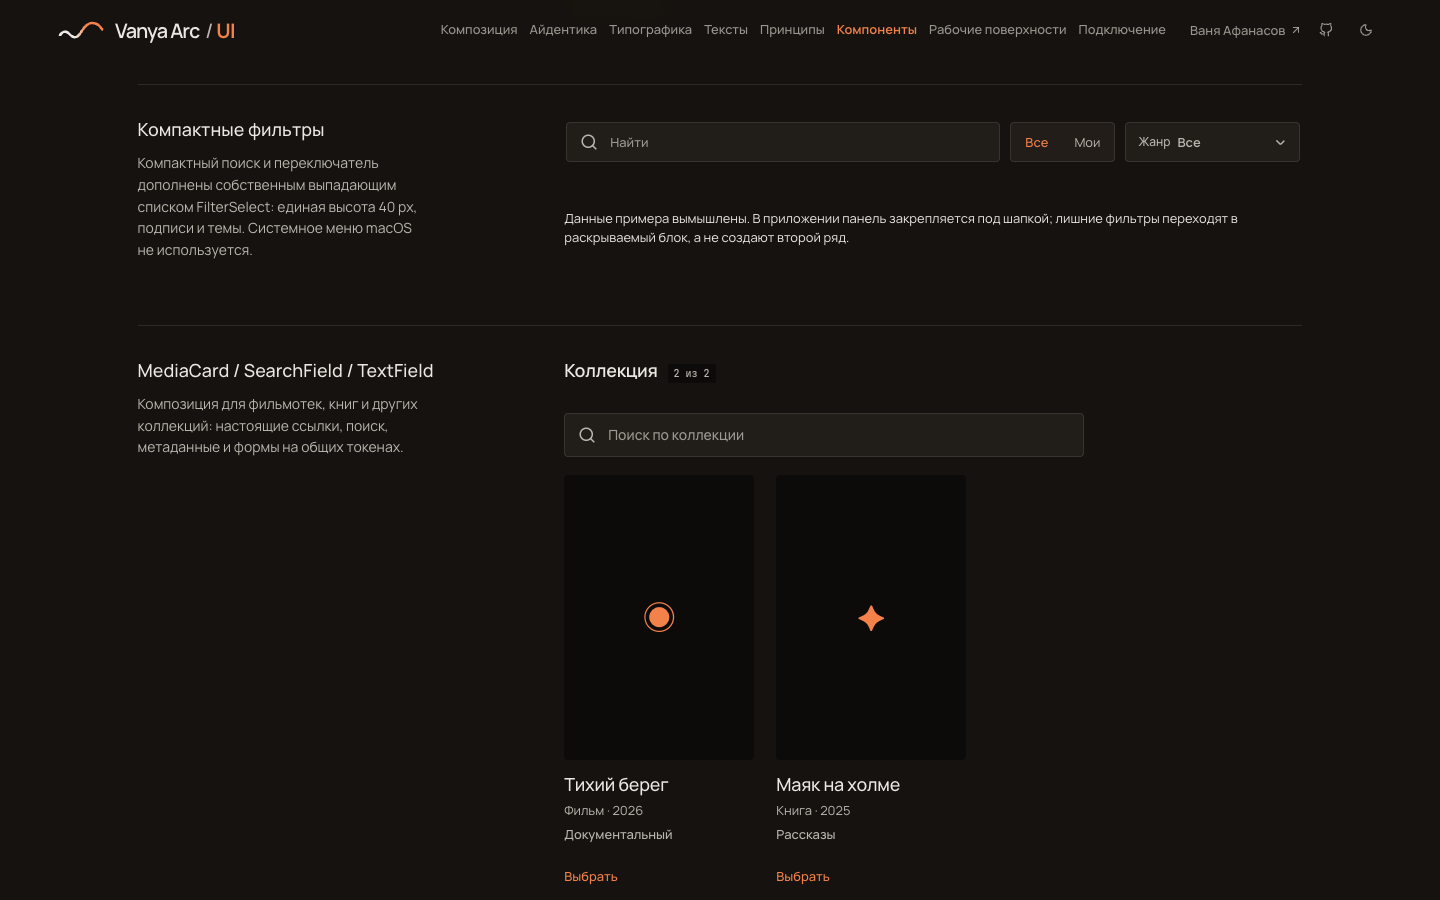 Vanya Arc / UI
Композиция Айдентика Типографика Тексты Принципы Компоненты Рабочие поверхности Подключение Ваня Афанасов
Компактные фильтры
Компактный поиск и переключатель
дополнены собственным выпадающим
списком FilterSelect: единая высота 40 px,
подписи и темы. Системное меню macOS
не используется.
Найти
Все Мои
Жанр Все
Данные примера вымышлены. В приложении панель закрепляется под шапкой; лишние фильтры переходят в
раскрываемый блок, а не создают второй ряд.
MediaCard / SearchField / TextField
Композиция для фильмотек, книг и других
коллекций: настоящие ссылки, поиск,
метаданные и формы на общих токенах.
Коллекция 2 из 2
Поиск по коллекции
Тихий берег
Фильм · 2026
Документальный
Выбрать
Маяк на холме
Книга · 2025
Рассказы
Выбрать